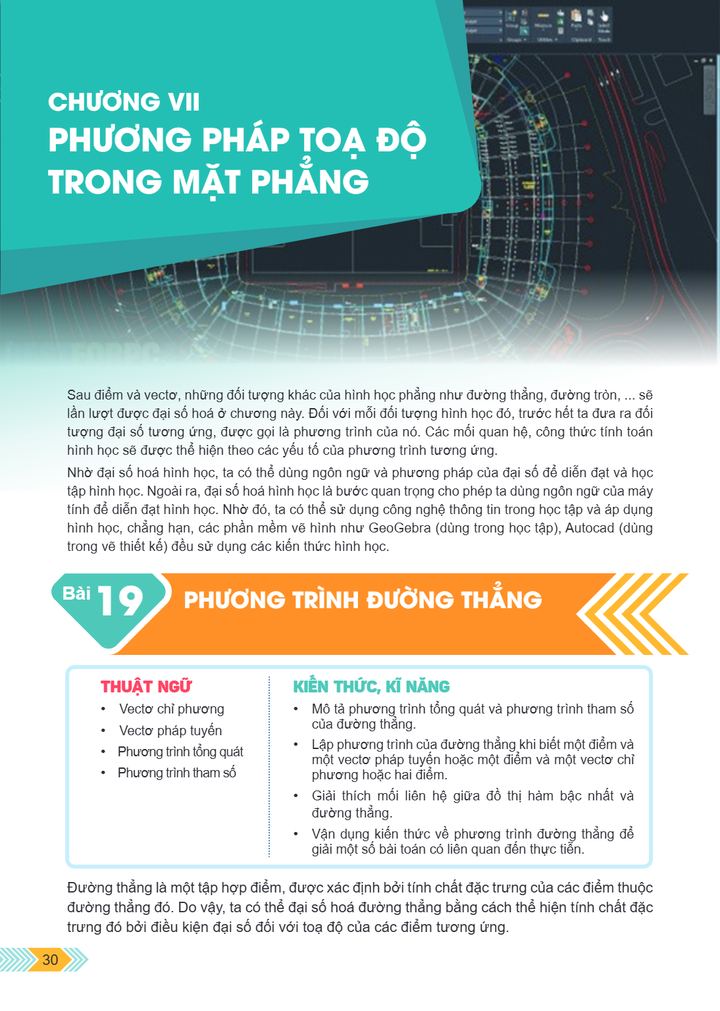 CHƯƠNG VII
PHƯƠNG PHÁP TOẠ ĐỘ
TRONG MẶT PHẲNG
Sau điểm và vectơ, những đối tượng khác của hình học phẳng như đường thẳng, đường tròn, ... sẽ
lần lượt được đại số hoá ở chương này. Đối với mỗi đối tượng hình học đó, trước hết ta đưa ra đối
tượng đại số tương ứng, được gọi là phương trình của nó. Các mối quan hệ, công thức tính toán
hình học sẽ được thể hiện theo các yếu tố của phương trình tương ứng.
Nhờ đại số hoá hình học, ta có thể dùng ngôn ngữ và phương pháp của đại số để diễn đạt và học
tập hình học. Ngoài ra, đại số hoá hình học là bước quan trọng cho phép ta dùng ngôn ngữ của máy
tính để diễn đạt hình học. Nhờ đó, ta có thể sử dụng công nghệ thông tin trong học tập và áp dụng
hình học, chẳng hạn, các phần mềm vẽ hình như GeoGebra (dùng trong học tập), Autocad (dùng
trong vẽ thiết kế) đều sử dụng các kiến thức hình học.
Bài 19 PHƯƠNG TRÌNH ĐƯỜNG THẲNG
THUẬT NGỮ
• Vectơ chỉ phương
• Vectơ pháp tuyến
• Phương trình tổng quát
• Phương trình tham số
KIẾN THỨC, KĨ NĂNG
• Mô tả phương trình tổng quát và phương trình tham số
của đường thẳng.
• Lập phương trình của đường thẳng khi biết một điểm và
một vectơ pháp tuyến hoặc một điểm và một vectơ chỉ
phương hoặc hai điểm.
• Giải thích mối liên hệ giữa đồ thị hàm bậc nhất và
đường thẳng.
• Vận dụng kiến thức về phương trình đường thẳng để
giải một số bài toán có liên quan đến thực tiễn.
Đường thẳng là một tập hợp điểm, được xác định bởi tính chất đặc trưng của các điểm thuộc
đường thẳng đó. Do vậy, ta có thể đại số hoá đường thẳng bằng cách thể hiện tính chất đặc
trưng đó bởi điều kiện đại số đối với toạ độ của các điểm tương ứng.
30